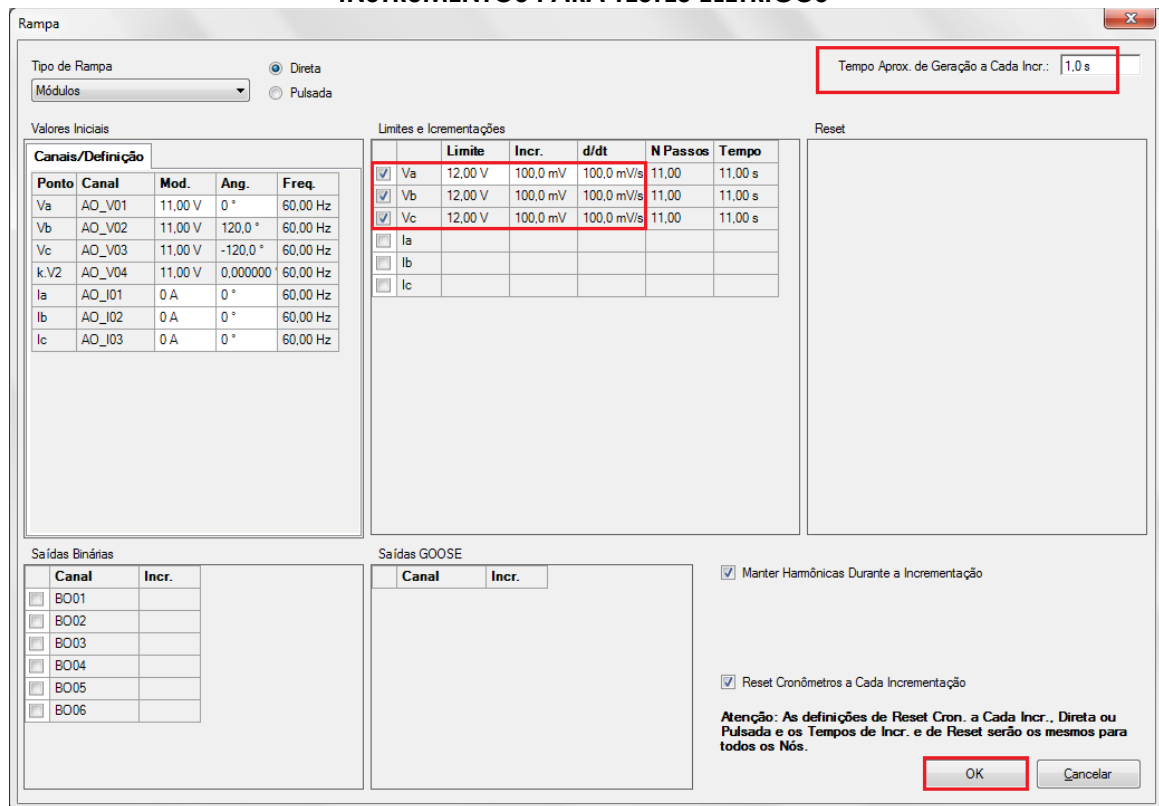 INSTRUMENTOS PARA TESTES ELÉTRICOS
Rampa
Tipo de Rampa
Direta
Tempo Aprox. de Geração a Cada Incr.: 1,0 s
Módulos
Pulsada
Valores Iniciais
Limites e Icrementações
Reset
Canais/Definição
Limite Incr. d/dt N Passos Tempo
Va 12,00 V 100,0 mV 100,0 mV/s 11,00 11,00 s
Vb 12,00 V 100,0 mV 100,0 mV/s 11,00 11,00 s
Vc 12,00 V 100,0 mV 100,0 mV/s 11,00 11,00 s
Ia
Ib
Ic
Ponto Canal Mod. Ang. Freq.
Va AO_V01 11,00 V 0 ° 60,00 Hz
Vb AO_V02 11,00 V 120,0 ° 60,00 Hz
Vc AO_V03 11,00 V -120,0 ° 60,00 Hz
k.V2 AO_V04 11,00 V 0,000000 ° 60,00 Hz
Ia AO_I01 0 A 0 ° 60,00 Hz
Ib AO_I02 0 A 0 ° 60,00 Hz
Ic AO_I03 0 A 0 ° 60,00 Hz
Saídas Binárias
Canal Incr.
BO01
BO02
BO03
BO04
BO05
BO06
Saídas GOOSE
Canal Incr.
Manter Harmônicas Durante a Incrementação
Reset Cronômetros a Cada Incrementação
Atenção: As definições de Reset Cron. a Cada Incr., Direta ou
Pulsada e os Tempos de Incr. e de Reset serão os mesmos para
todos os Nós.
OK
Cancelar